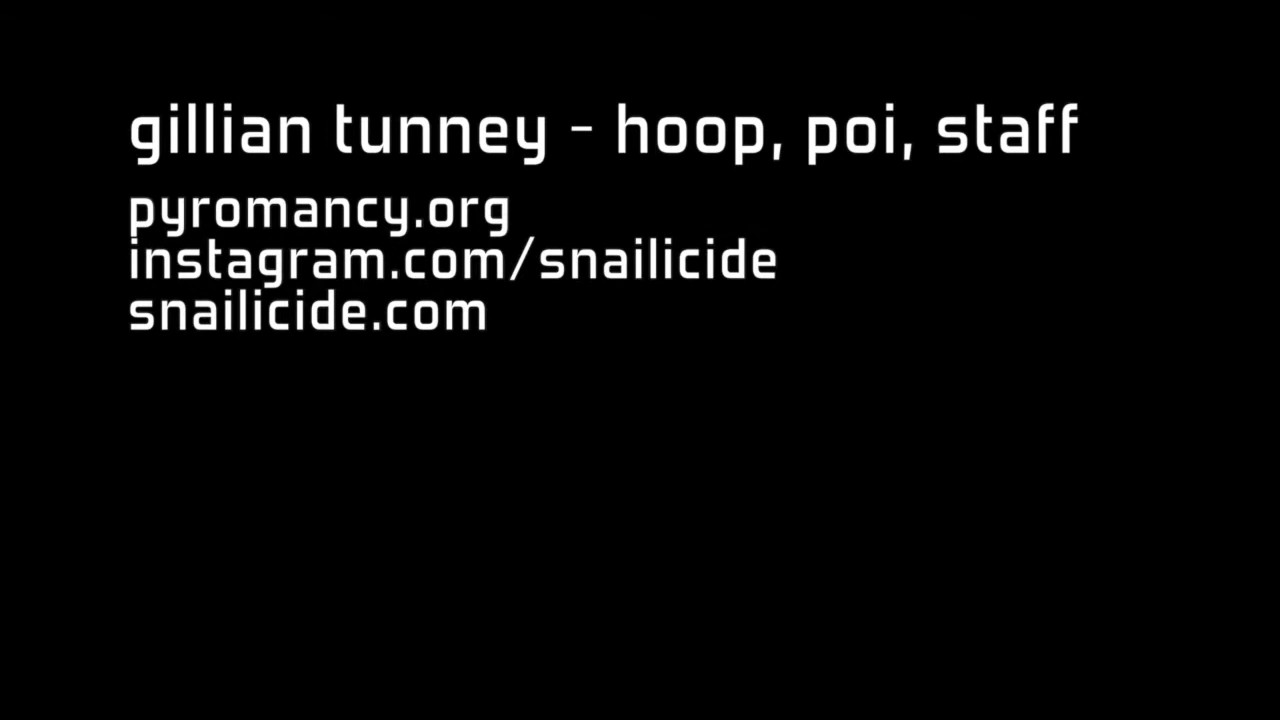 gillian tunney - hoop, poi, staff
pyromancy.org
instagram.com/snailicide
snailicide.com